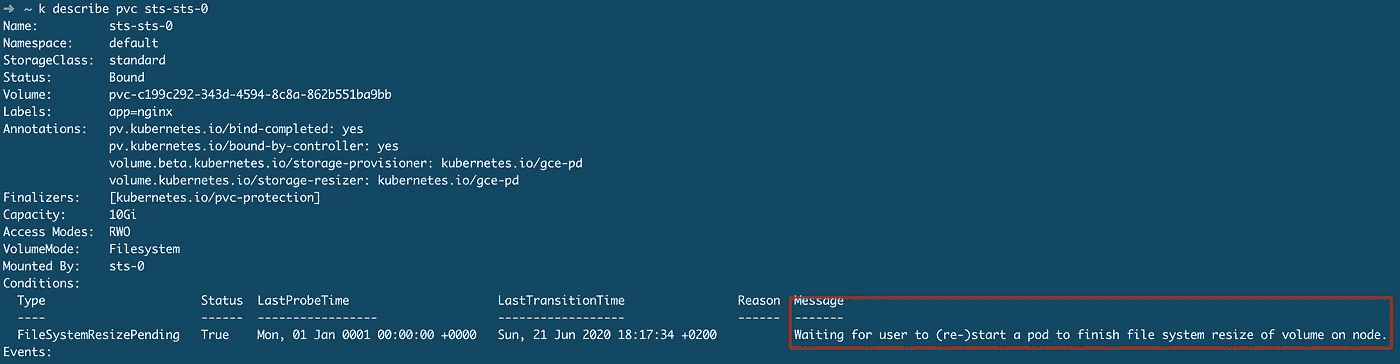 → ~ k describe pvc sts-sts-0
Name: sts-sts-0
Namespace: default
StorageClass: standard
Status: Bound
Volume: pvc-c199c292-343d-4594-8c8a-862b551ba9bb
Labels: app=nginx
Annotations: pv.kubernetes.io/bind-completed: yes
pv.kubernetes.io/bound-by-controller: yes
volume.beta.kubernetes.io/storage-provisioner: kubernetes.io/gce-pd
volume.kubernetes.io/storage-resizer: kubernetes.io/gce-pd
Finalizers: [kubernetes.io/pvc-protection]
Capacity: 10Gi
Access Modes: RWO
VolumeMode: Filesystem
Mounted By: sts-0
Conditions:
Type Status LastProbeTime LastTransitionTime Reason Message
---- ------ ----------------- ------------------ ------ -------
FileSystemResizePending True Mon, 01 Jan 0001 00:00:00 +0000 Sun, 21 Jun 2020 18:17:34 +0200 Waiting for user to (re-)start a pod to finish file system resize of volume on node.
Events: